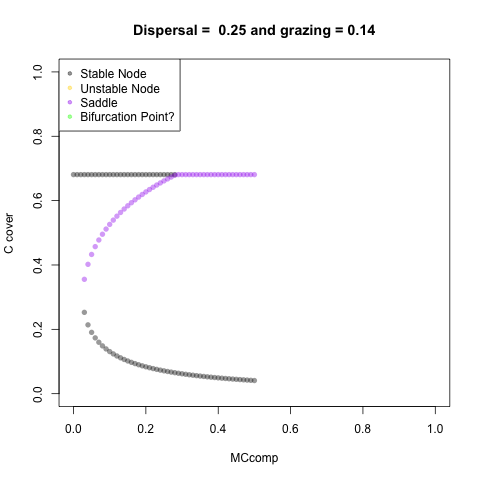 Dispersal =  0.25 and grazing = 0.14
Stable Node
Unstable Node
Saddle
Bifurcation Point?
C cover
1.0
0.8
0.6
0.4
0.2
0.0
0.0 0.2 0.4 0.6 0.8 1.0
MCcomp